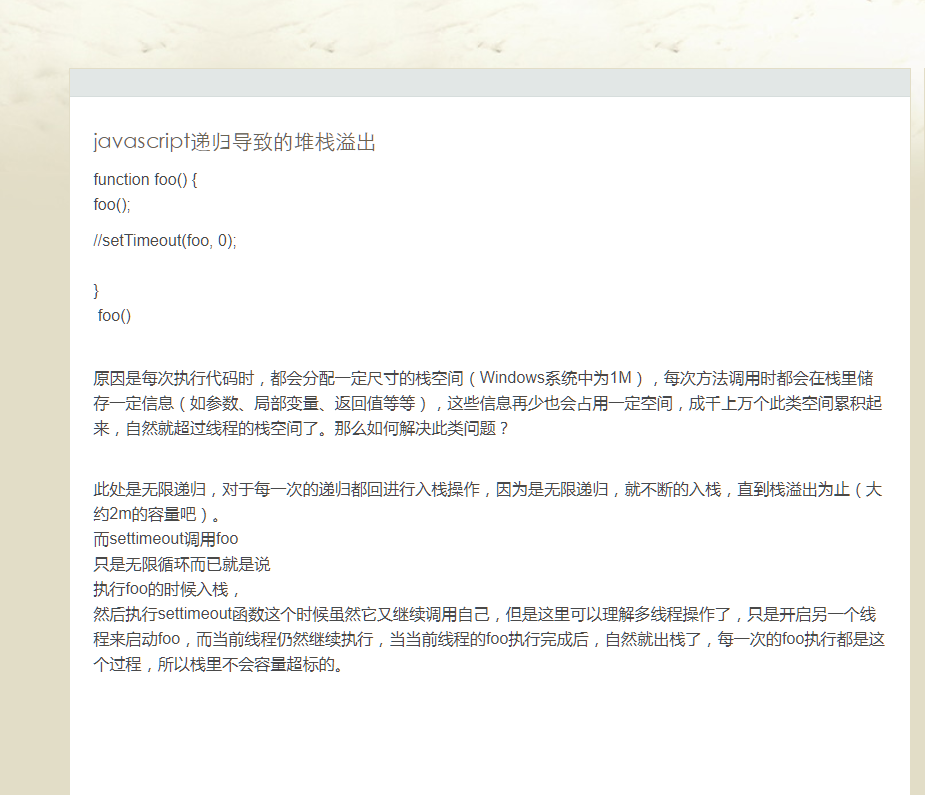 javascript递归导致的堆栈溢出
function foo() {
foo();
//setTimeout(foo, 0);
}
foo()
原因是每次执行代码时，都会分配一定尺寸的栈空间（Windows系统中为1M），每次方法调用时都会在栈里储
存一定信息（如参数、局部变量、返回值等等），这些信息再少也会占用一定空间，成千上万个此类空间累积起
来，自然就超过线程的栈空间了。那么如何解决此类问题？
此处是无限递归，对于每一次的递归都回进行入栈操作，因为是无限递归，就不断的入栈，直到栈溢出为止（大
约2m的容量吧）。
而settimeout调用foo
只是无限循环而已就是说
执行foo的时候入栈，
然后执行settimeout函数这个时候虽然它又继续调用自己，但是这里可以理解多线程操作了，只是开启另一个线
程来启动foo，而当前线程仍然继续执行，当当前线程的foo执行完成后，自然就出栈了，每一次的foo执行都是这
个过程，所以栈里不会容量超标的。